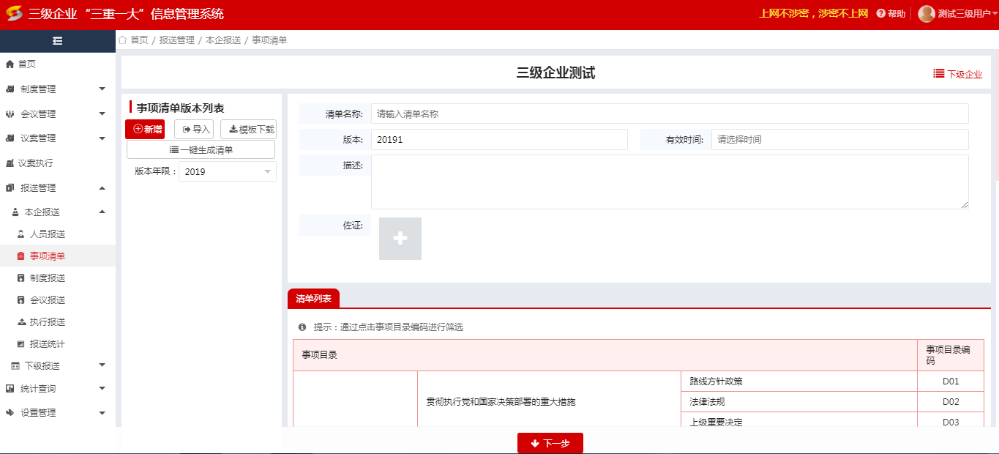 三级企业“三重一大”信息管理系统
上网不涉密，涉密不上网
帮助
测试三级用户
首页 / 报送管理 / 本企报送 / 事项清单
首页
制度管理
会议管理
议案管理
议案执行
报送管理
本企报送
人员报送
事项清单
制度报送
会议报送
执行报送
报送统计
下级报送
统计查询
设置管理
三级企业测试
下级企业
事项清单版本列表
新增
导入
模板下载
一键生成清单
版本年限：
2019
清单名称:
请输入清单名称
版本:
20191
有效时间:
请选择时间
描述:
佐证:
清单列表
提示：通过点击事项目录编码进行筛选
事项目录
事项目录编
码
贯彻执行党和国家决策部署的重大措施
路线方针政策
D01
法律法规
D02
上级重要决定
D03
下一步